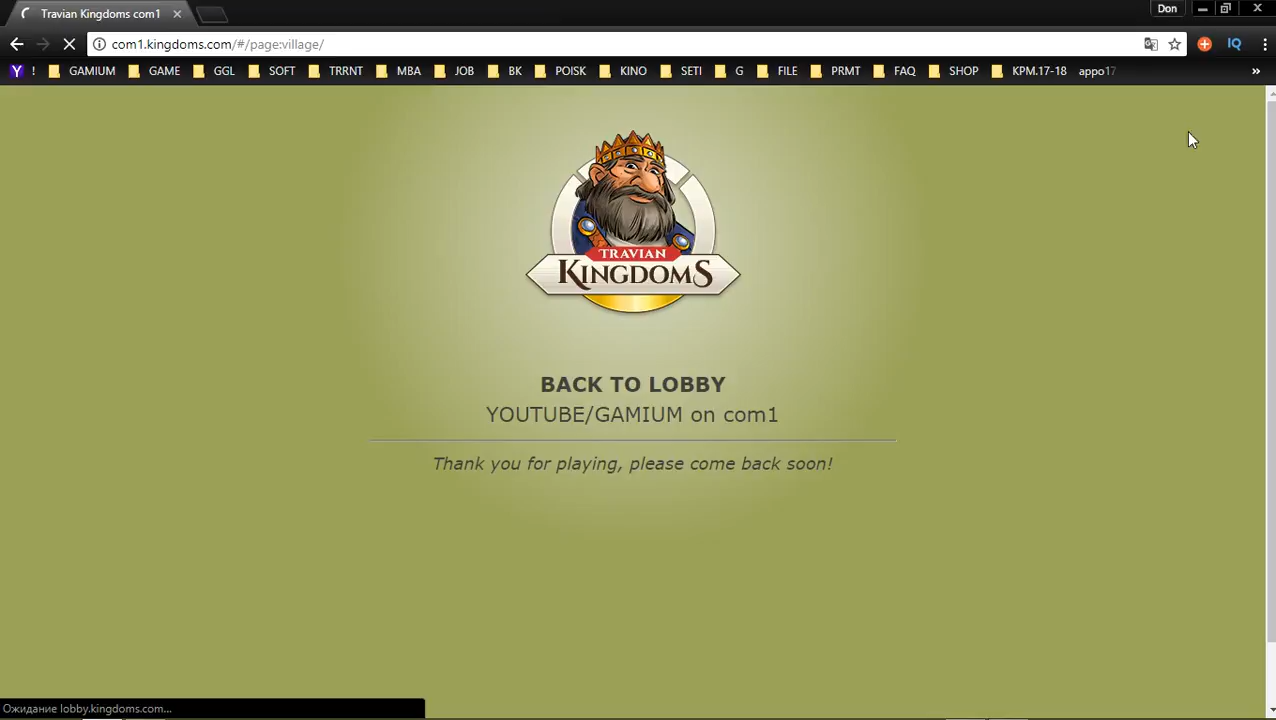 Travian Kingdoms com1
Don
com1.kingdoms.com/#/page:village/
IQ
Y ! GAMIUM GAME GGL SOFT TRRNT MBA JOB BK POISK KINO SETI G FILE PRMT FAQ SHOP KPM.17-18 appo17 »
TRAVIAN
KINGDOMS
BACK TO LOBBY
YOUTUBE/GAMIUM on com1
Thank you for playing, please come back soon!
Ожидание lobby.kingdoms.com...